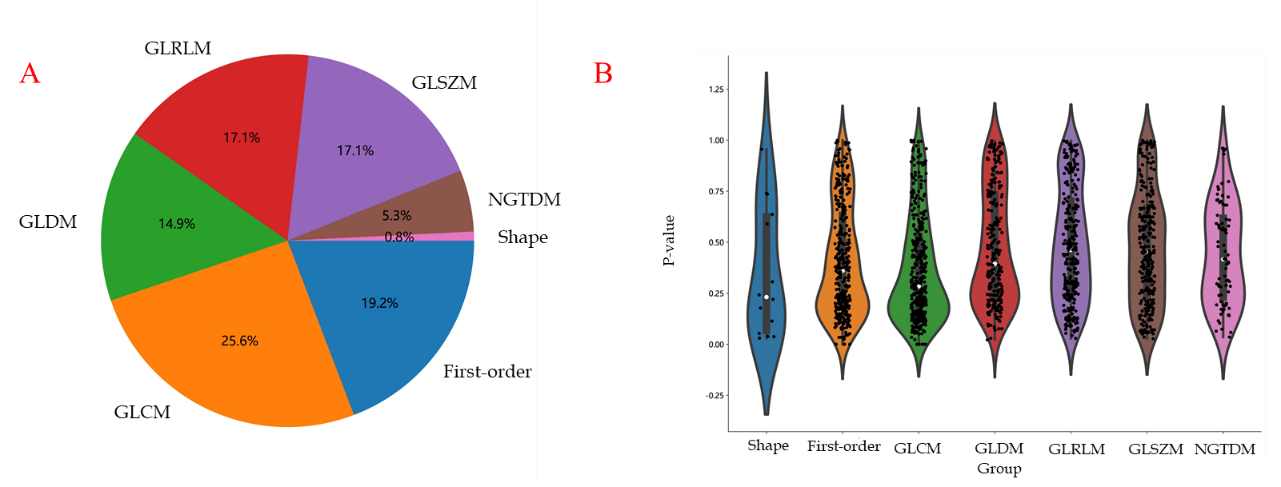 A
GLRLM
GLSZM
NGTDM
Shape
First-order
GLCM
GLDM
17.1%
17.1%
5.3%
0.8%
19.2%
25.6%
14.9%
B
P-value
1.25
1.00
0.75
0.50
0.25
0.00
-0.25
Shape
First-order
GLCM
GLDM
GLRLM
GLSZM
NGTDM
Group